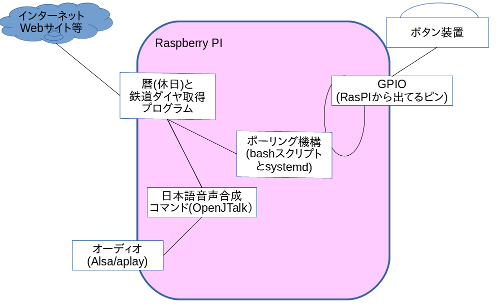 インターネット
Webサイト等
ボタン装置
Raspberry PI
暦(休日)と
鉄道ダイヤ取得
プログラム
GPIO
(RasPIから出てるピン)
ポーリング機構
(bashスクリプト
とsystemd)
日本語音声合成
コマンド(OpenJTalk)
オーディオ
(Alsa/aplay)